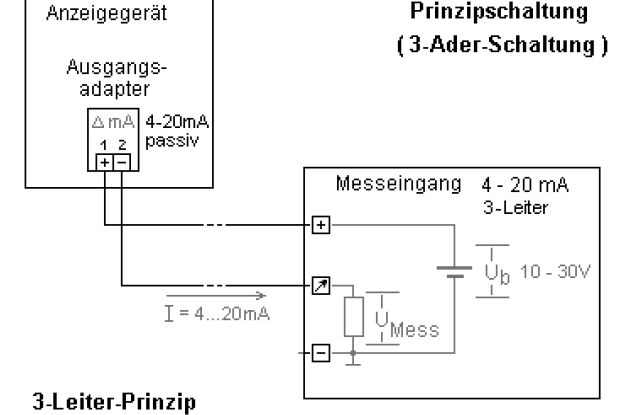 Anzeigegerät
Prinzipschaltung
( 3-Ader-Schaltung )
Ausgangs-
adapter
Δ mA 4-20mA
passiv
1 2
+ −
Messeingang 4 - 20 mA
3-Leiter
+
Ub 10 - 30V
I = 4...20mA
UMess
−
3-Leiter-Prinzip